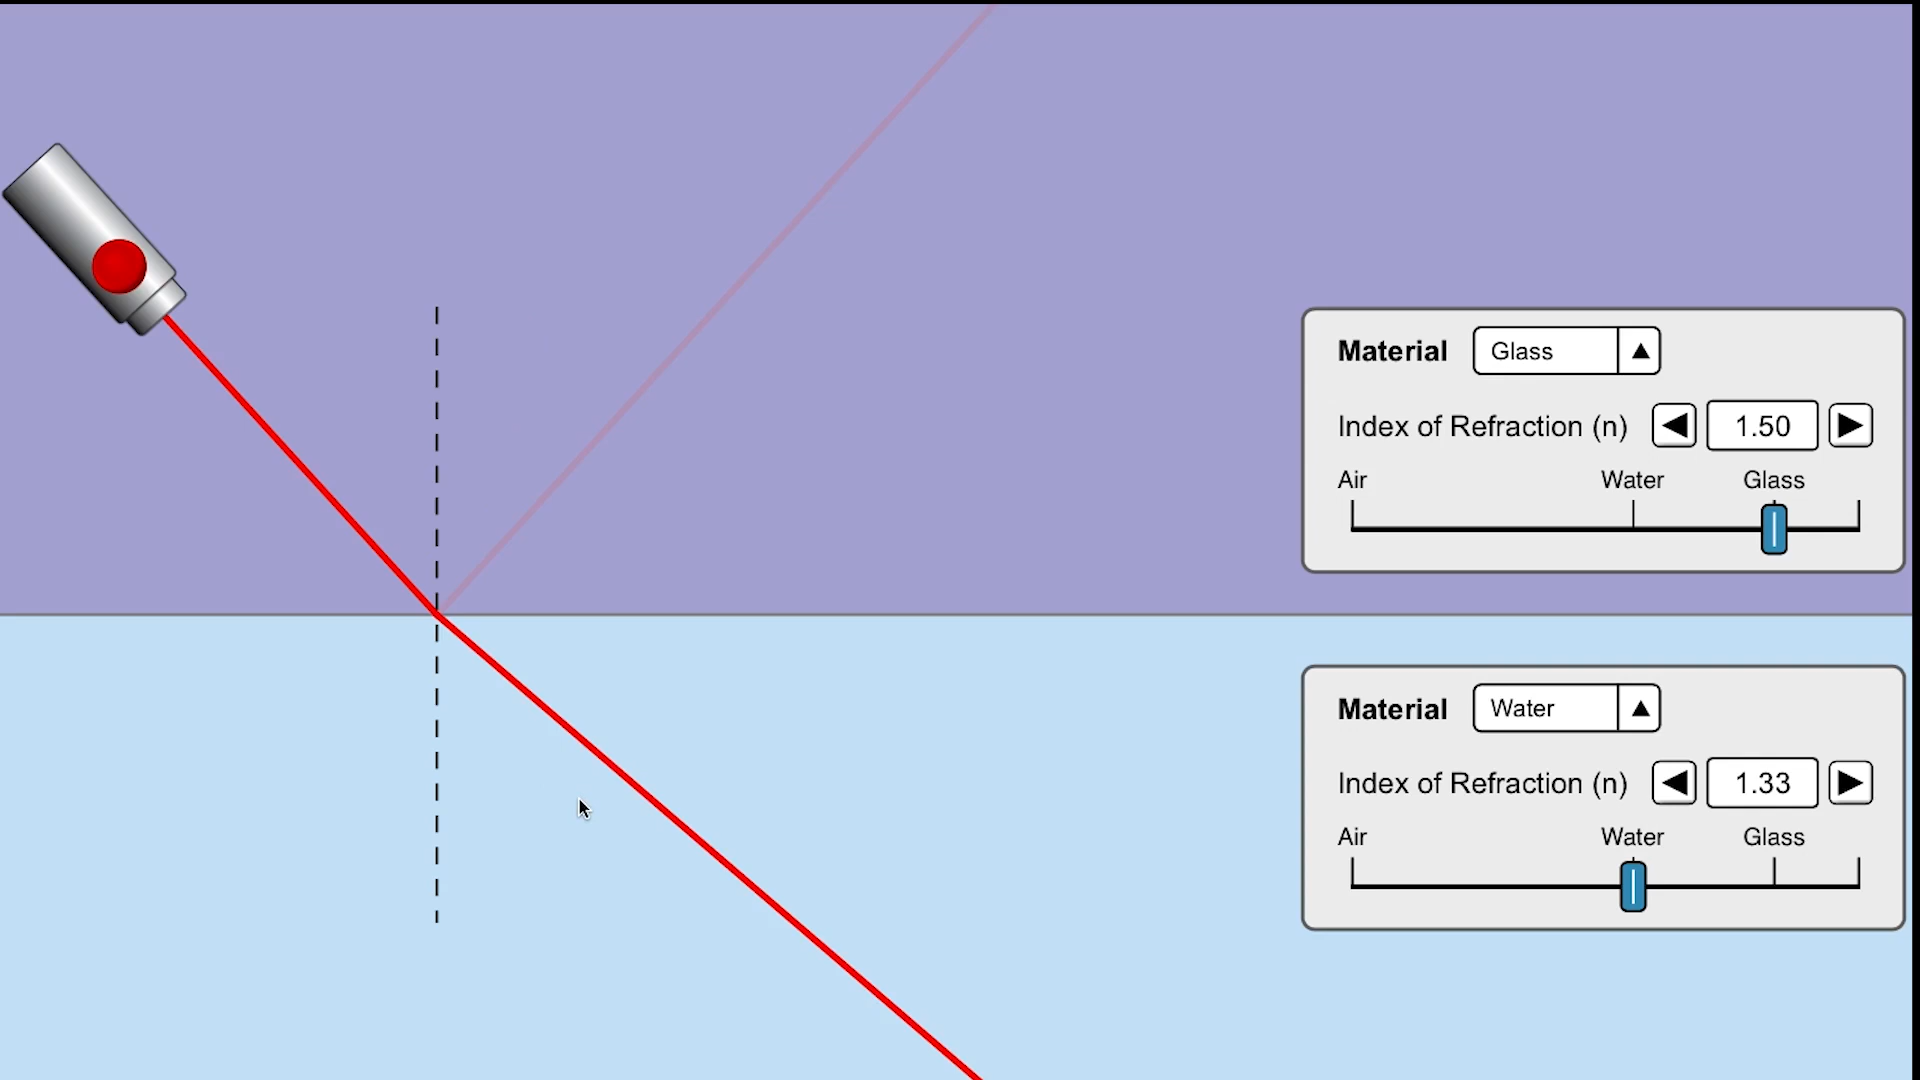 Material Glass
Index of Refraction (n) 1.50
Air Water Glass
Material Water
Index of Refraction (n) 1.33
Air Water Glass